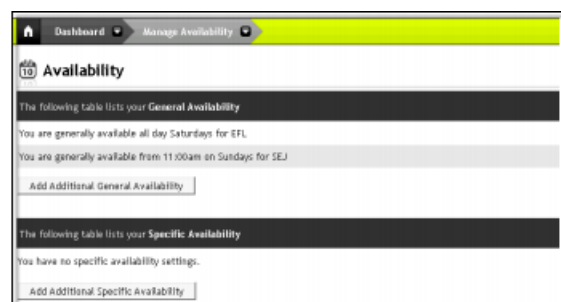 Dashboard Manage Availability
10 Availability
The following table lists your General Availability
You are generally available all day Saturdays for EFL
You are generally available from 11:00am on Sundays for SEJ
Add Additional General Availability
The following table lists your Specific Availability
You have no specific availability settings.
Add Additional Specific Availability